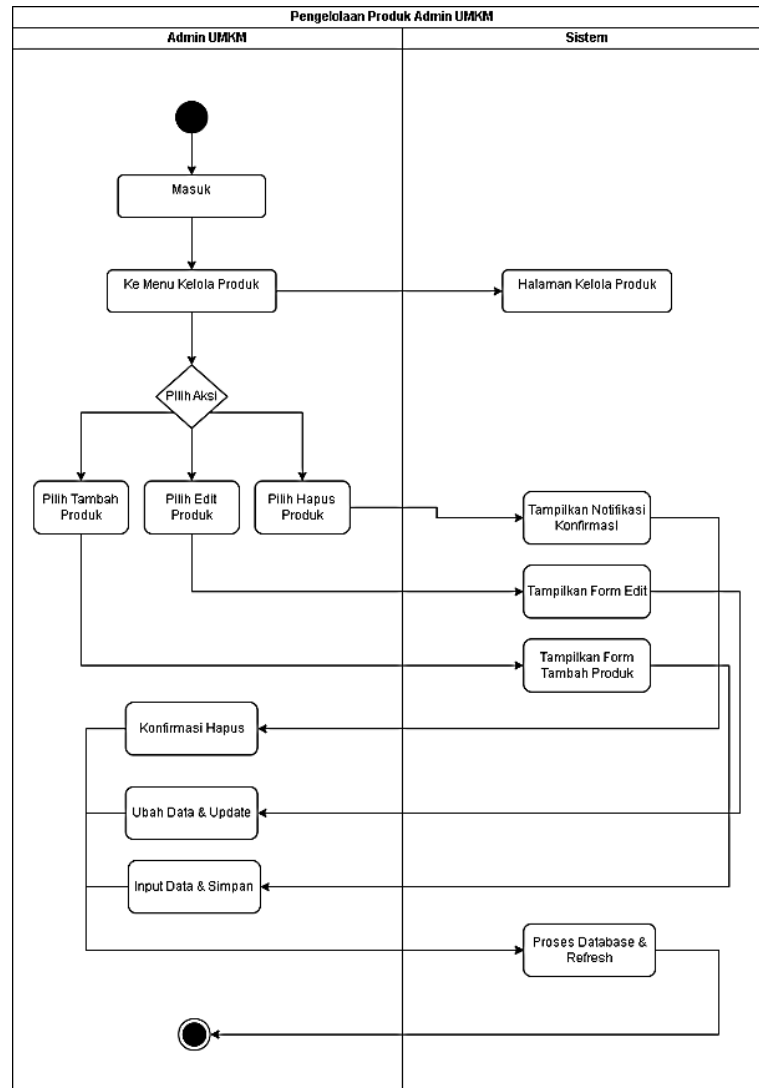 Pengelolaan Produk Admin UMKM
Admin UMKM
Sistem
Masuk
Ke Menu Kelola Produk
Halaman Kelola Produk
Pilih Aksi
Pilih Tambah
Produk
Pilih Edit
Produk
Pilih Hapus
Produk
Tampilkan Notifikasi
Konfirmasi
Tampilkan Form Edit
Tampilkan Form
Tambah Produk
Konfirmasi Hapus
Ubah Data & Update
Input Data & Simpan
Proses Database &
Refresh